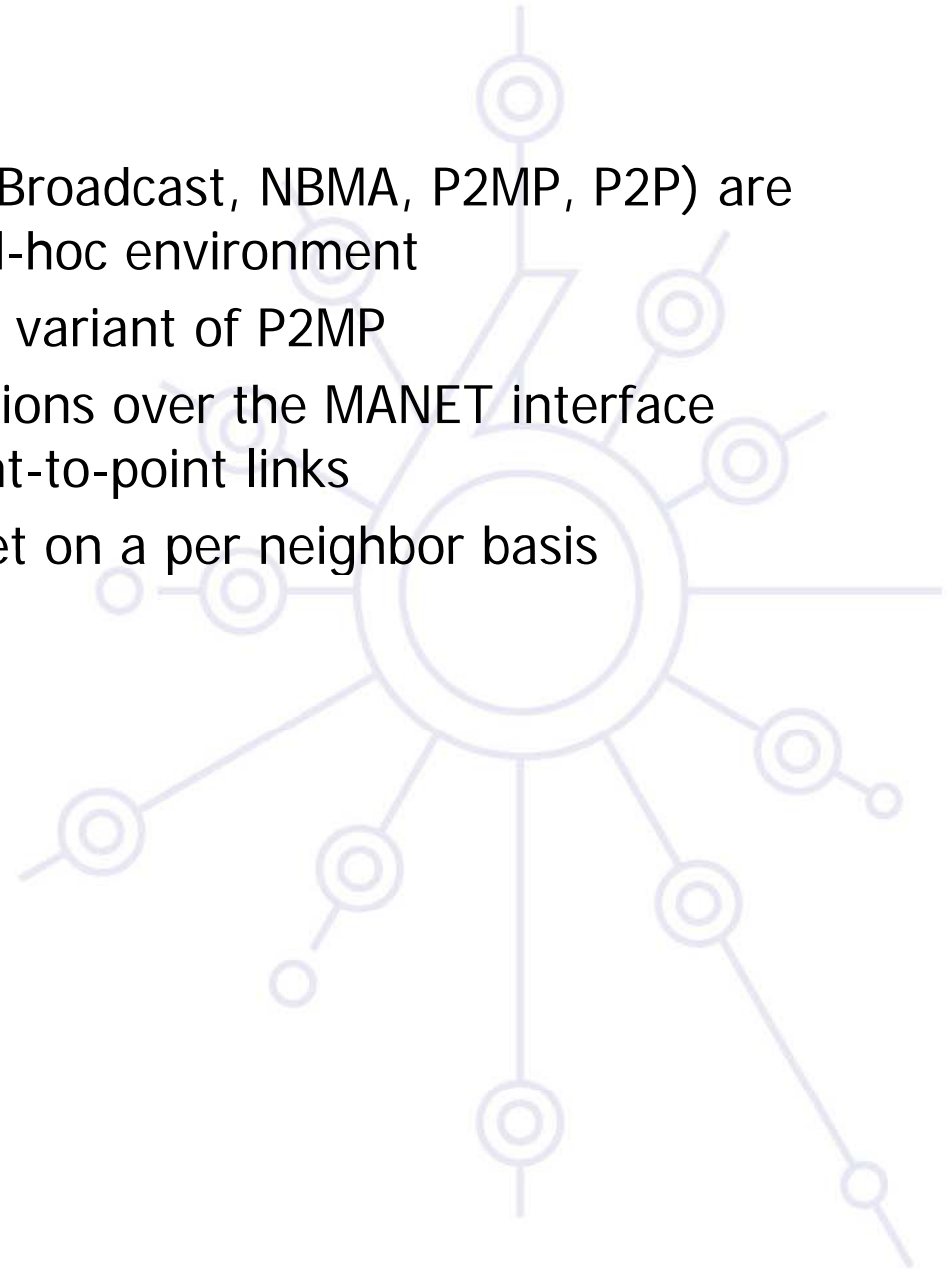 Broadcast, NBMA, P2MP, P2P) are
-hoc environment
variant of P2MP
ions over the MANET interface
t-to-point links
et on a per neighbor basis